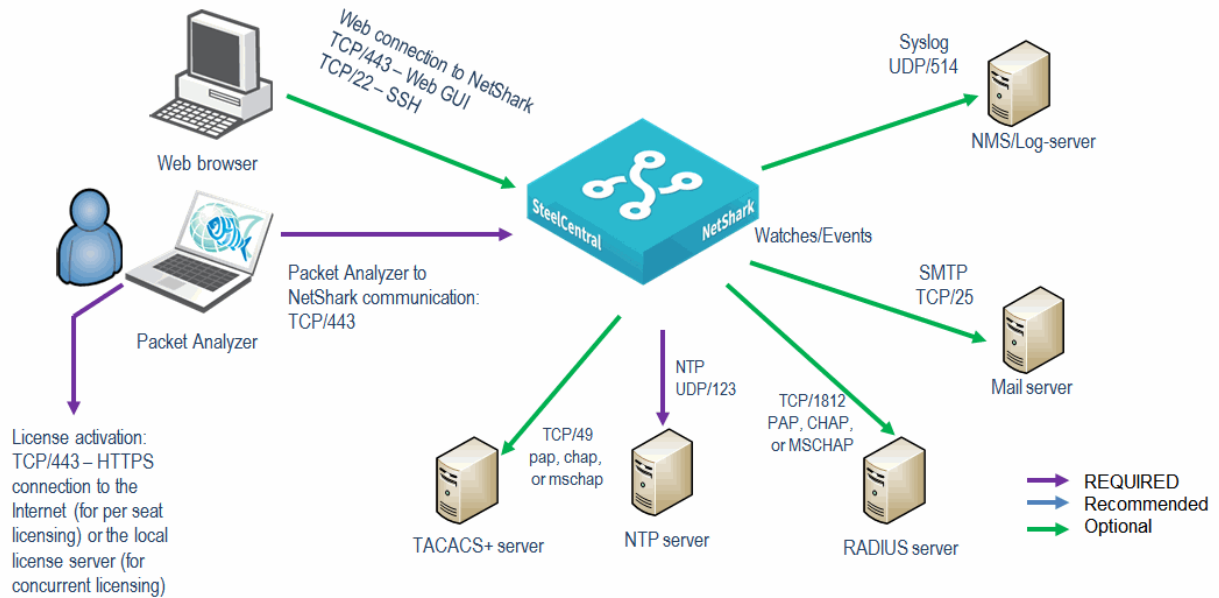 Web connection to NetShark
TCP/443 – Web GUI
TCP/22 – SSH
Syslog
UDP/514
NMS/Log-server
Web browser
SteelCentral
NetShark
Watches/Events
Packet Analyzer to
NetShark communication:
TCP/443
Packet Analyzer
SMTP
TCP/25
Mail server
NTP
UDP/123
TCP/1812
PAP, CHAP,
or MSCHAP
TCP/49
pap, chap,
or mschap
License activation:
TCP/443 – HTTPS
connection to the
Internet (for per seat
licensing) or the local
license server (for
concurrent licensing)
TACACS+ server
NTP server
RADIUS server
REQUIRED
Recommended
Optional